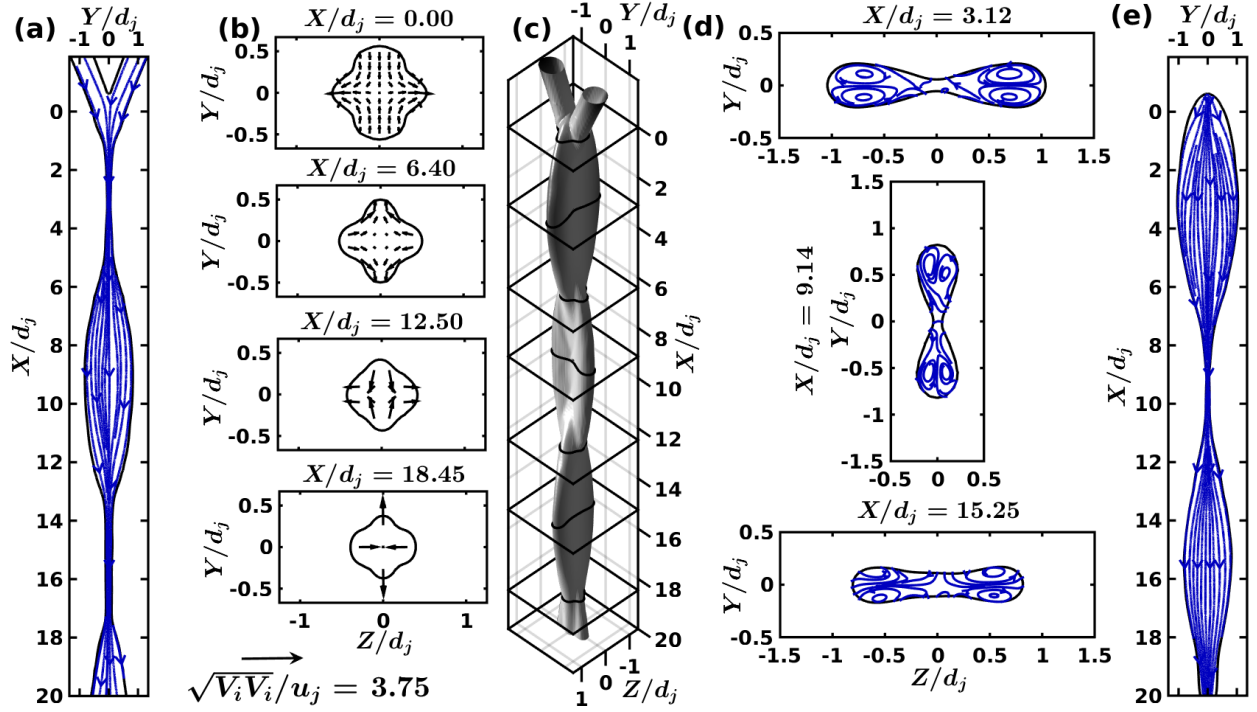 (a)
Y/d_j
-1 0 1
0
2
4
6
8
10
12
14
16
18
20
X/d_j
(b)
X/d_j = 0.00
0.5
0
-0.5
Y/d_j
X/d_j = 6.40
0.5
0
-0.5
Y/d_j
X/d_j = 12.50
0.5
0
-0.5
Y/d_j
X/d_j = 18.45
0.5
0
-0.5
Y/d_j
-1 0 1
Z/d_j
√V_iV_i/u_j = 3.75
(c)
-1 0 1
Y/d_j
0
2
4
6
8
10
12
14
16
18
20
X/d_j
-1
0
1
Z/d_j
(d)
X/d_j = 3.12
0.5
0
-0.5
Y/d_j
-1.5 -1 -0.5 0 0.5 1 1.5
X/d_j = 9.14
Y/d_j
1.5
1
0.5
0
-0.5
-1
-1.5
-0.5 0 0.5
X/d_j = 15.25
0.5
0
-0.5
Y/d_j
-1.5 -1 -0.5 0 0.5 1 1.5
Z/d_j
(e)
Y/d_j
-1 0 1
0
2
4
6
8
10
12
14
16
18
20
X/d_j